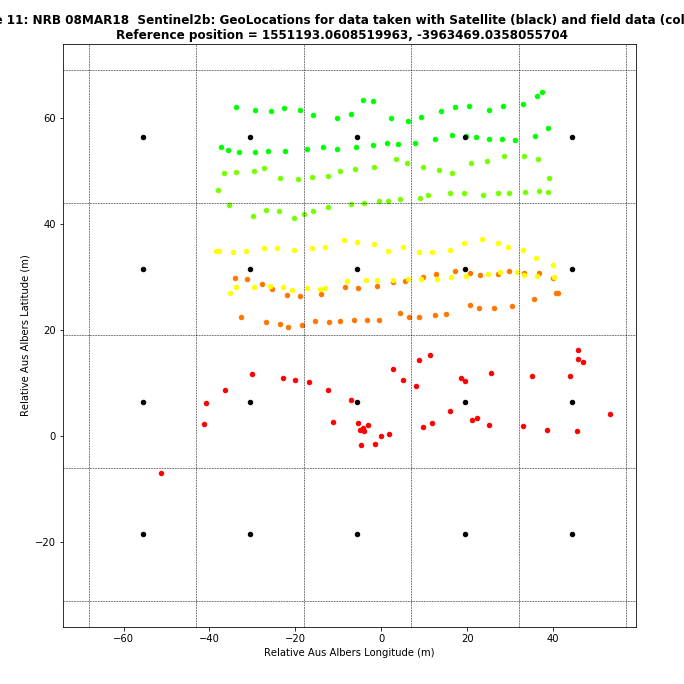 e 11: NRB 08MAR18  Sentinel2b: GeoLocations for data taken with Satellite (black) and field data (col
Reference position = 1551193.0608519963, -3963469.0358055704
60
40
20
0
−20
Relative Aus Albers Latitude (m)
−60 −40 −20 0 20 40
Relative Aus Albers Longitude (m)